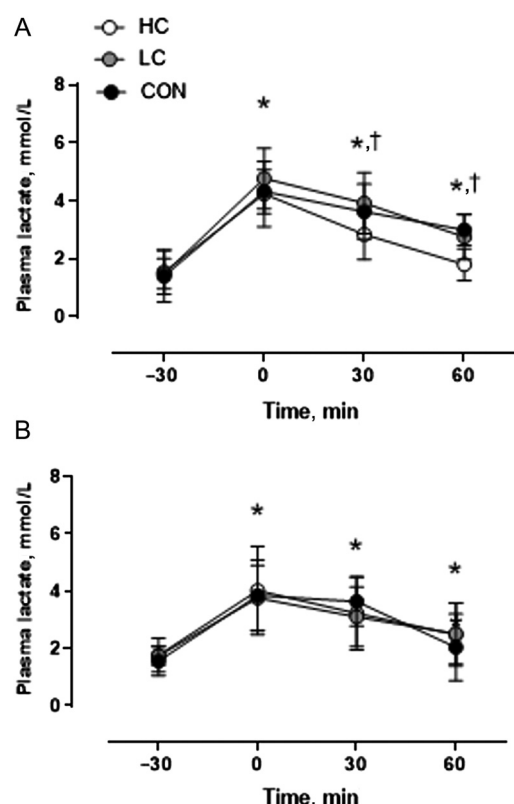 A
HC
LC
CON
Plasma lactate, mmol/L
8
6
4
2
0
*
*,†
*,†
−30
0
30
60
Time, min
B
Plasma lactate, mmol/L
8
6
4
2
0
*
*
*
−30
0
30
60
Time, min